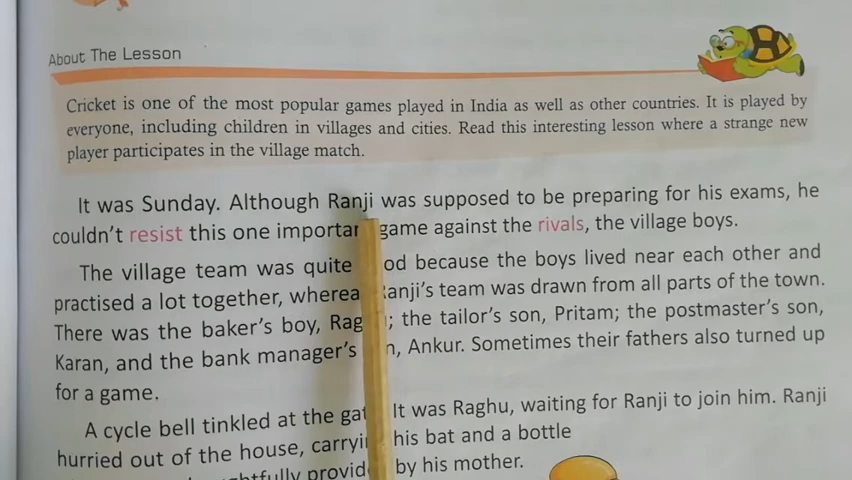 About The Lesson
Cricket is one of the most popular games played in India as well as other countries. It is played by
everyone, including children in villages and cities. Read this interesting lesson where a strange new
player participates in the village match.
It was Sunday. Although Ranji was supposed to be preparing for his exams, he
couldn't resist this one importan game against the rivals, the village boys.
The village team was quite od because the boys lived near each other and
practised a lot together, wherea Ranji's team was drawn from all parts of the town.
There was the baker's boy, Rag ; the tailor's son, Pritam; the postmaster's son,
Karan, and the bank manager's n, Ankur. Sometimes their fathers also turned up
for a game.
A cycle bell tinkled at the gat It was Raghu, waiting for Ranji to join him. Ranji
hurried out of the house, carryin his bat and a bottle
provide by his mother.